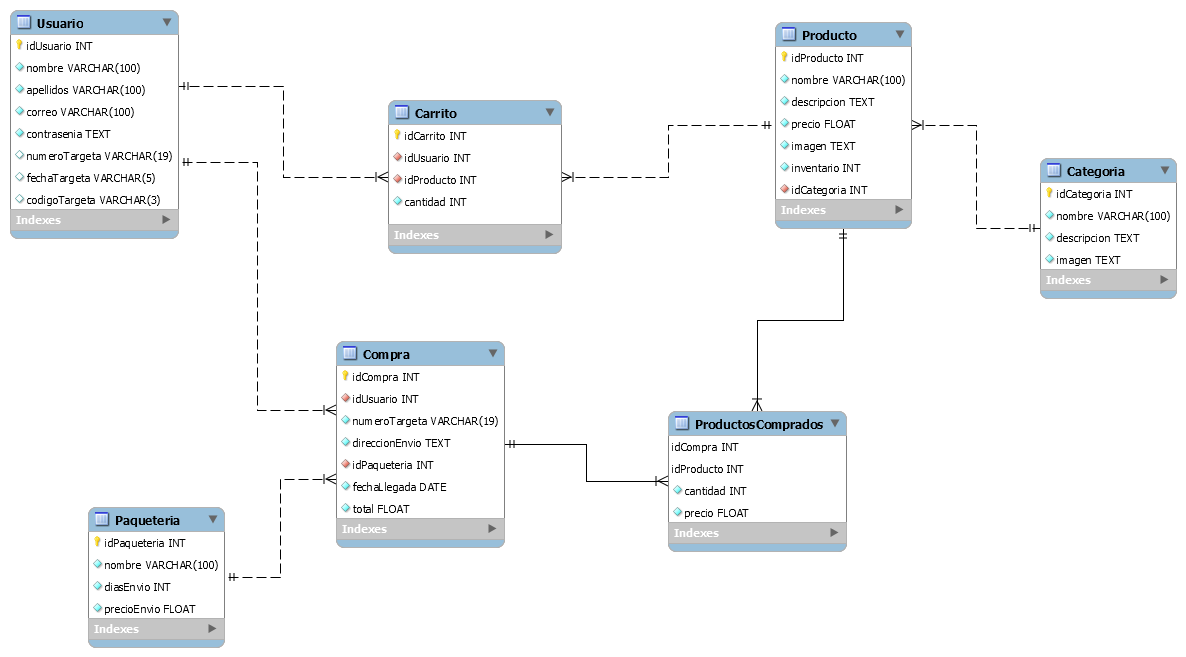 Usuario
idUsuario INT
nombre VARCHAR(100)
apellidos VARCHAR(100)
correo VARCHAR(100)
contrasenia TEXT
numeroTargeta VARCHAR(19)
fechaTargeta VARCHAR(5)
codigoTargeta VARCHAR(3)
Indexes
Carrito
idCarrito INT
idUsuario INT
idProducto INT
cantidad INT
Indexes
Producto
idProducto INT
nombre VARCHAR(100)
descripcion TEXT
precio FLOAT
imagen TEXT
inventario INT
idCategoria INT
Indexes
Categoria
idCategoria INT
nombre VARCHAR(100)
descripcion TEXT
imagen TEXT
Indexes
Compra
idCompra INT
idUsuario INT
numeroTargeta VARCHAR(19)
direccionEnvio TEXT
idPaqueteria INT
fechaLlegada DATE
total FLOAT
Indexes
ProductosComprados
idCompra INT
idProducto INT
cantidad INT
precio FLOAT
Indexes
Paqueteria
idPaqueteria INT
nombre VARCHAR(100)
diasEnvio INT
precioEnvio FLOAT
Indexes